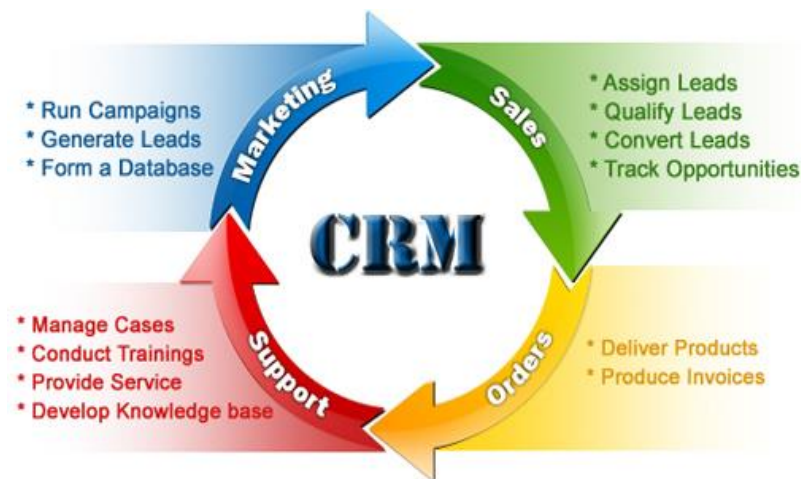 Marketing
* Run Campaigns
* Generate Leads
* Form a Database
Sales
* Assign Leads
* Qualify Leads
* Convert Leads
* Track Opportunities
CRM
Orders
* Deliver Products
* Produce Invoices
Support
* Manage Cases
* Conduct Trainings
* Provide Service
* Develop Knowledge base